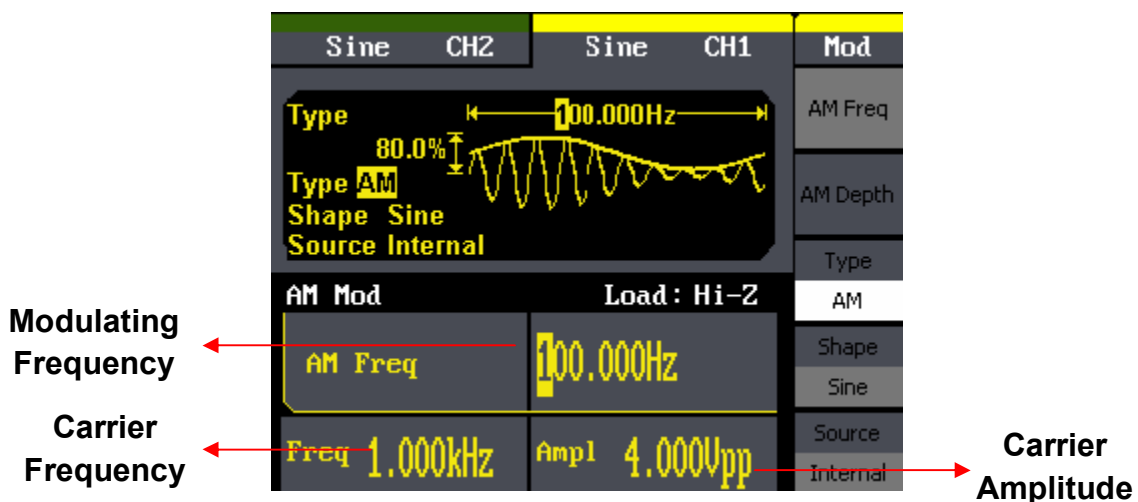 Sine CH2 Sine CH1 Mod
Type 100.000Hz
80.0%
Type AM
Shape Sine
Source Internal
AM Freq
AM Depth
Type
AM
Shape
Sine
Source
Internal
AM Mod Load: Hi-Z
AM Freq 100.000Hz
Freq 1.000kHz Ampl 4.000Vpp
Modulating
Frequency
Carrier
Frequency
Carrier
Amplitude